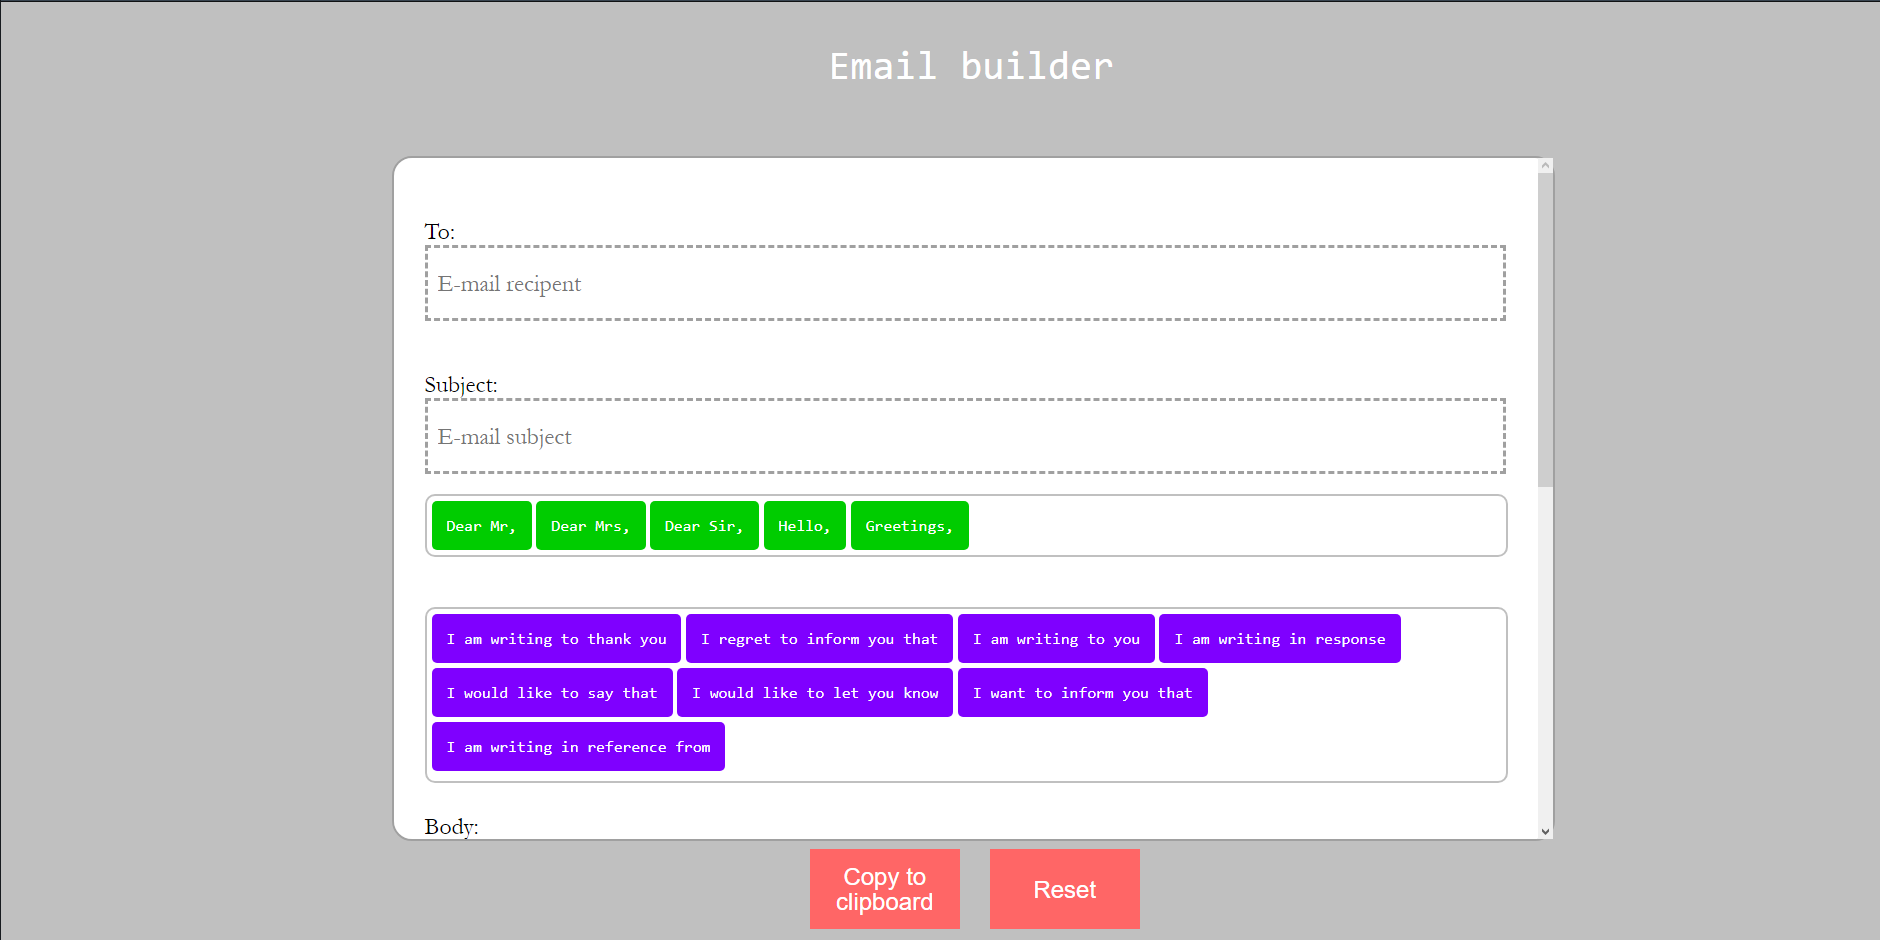 Email builder
To:
E-mail recipent
Subject:
E-mail subject
Dear Mr, Dear Mrs, Dear Sir, Hello, Greetings,
I am writing to thank you I regret to inform you that I am writing to you I am writing in response
I would like to say that I would like to let you know I want to inform you that
I am writing in reference from
Body:
Copy to
clipboard
Reset